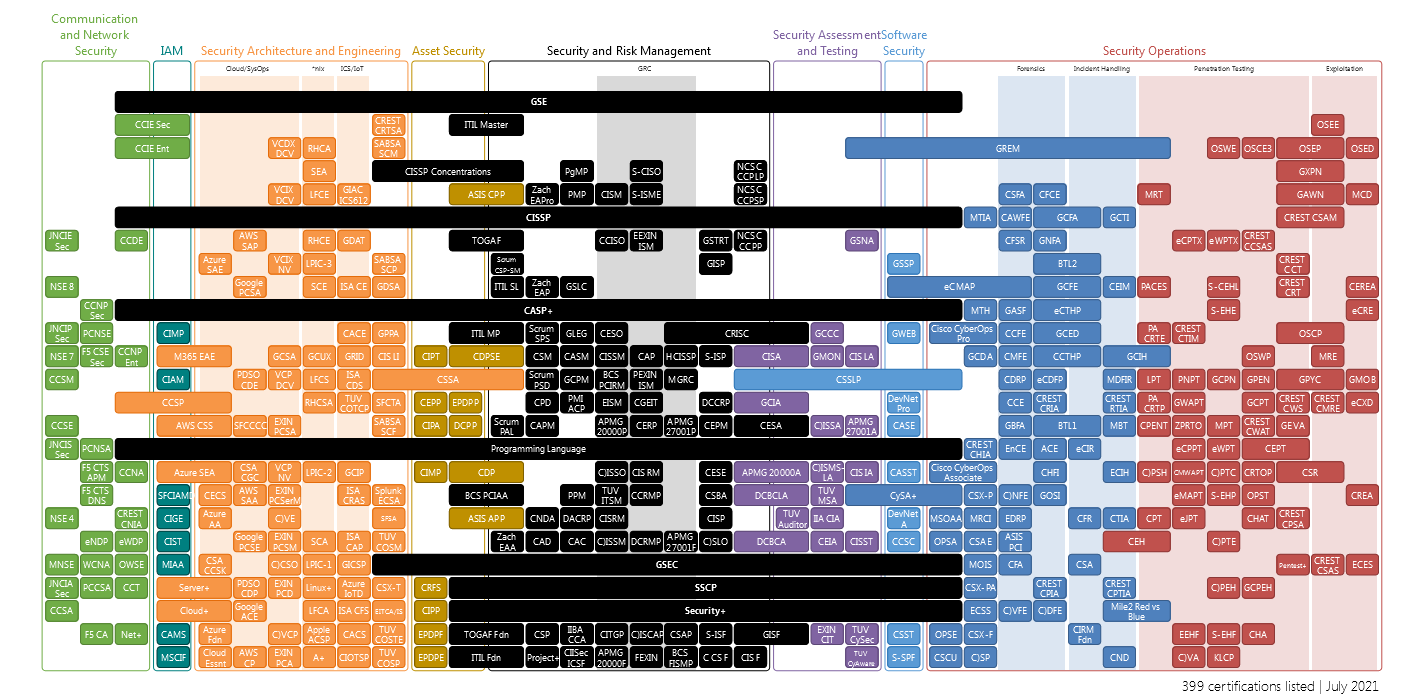 Communication
and Network
Security
IAM
Security Architecture and Engineering
Asset Security
Security and Risk Management
Security Assessment
and Testing
Software
Security
Security Operations
Cloud/SysOps
*nix
ICS/IoT
GRC
Forensics
Incident Handling
Penetration Testing
Exploitation
GSE
CCIE Sec
CREST
CRTSA
ITIL Master
OSEE
CCIE Ent
VCDX
DCV
RHCA
SABSA
SCM
GREM
OSWE
OSCE3
OSEP
OSED
SEA
CISSP Concentrations
PgMP
S-CISO
NCSC
CCPLP
GXPN
VCIX
DCV
LFCE
GIAC
ICS612
ASIS CPP
Zach
EAPro
PMP
CISM
S-ISME
NCSC
CCPSP
CSFA
CFCE
MRT
GAWN
MCD
CISSP
MTIA
CAWFE
GCFA
GCTI
CREST CSAM
JNCIE
Sec
CCDE
AWS
SAP
RHCE
GDAT
TOGAF
CCISO
EEXIN
ISM
GSTRT
NCSC
CCPP
GSNA
CFSR
GNFA
eCPTX
eWPTX
CREST
CCSAS
Azure
SAE
VCIX
NV
LPIC-3
SABSA
SCP
Scrum
CSP-SM
GISP
GSSP
BTL2
CREST
CCT
NSE 8
Google
PCSA
SCE
ISA CE
GDSA
ITIL SL
Zach
EAP
GSLC
eCMAP
GCFE
CEIM
PACES
S-CEHL
CREST
CRT
CEREA
CCNP
Sec
CASP+
MTH
GASF
eCTHP
S-EHE
eCRE
JNCIP
Sec
PCNSE
CIMP
CACE
GPPA
ITIL MP
Scrum
SPS
GLEG
CESO
CRISC
GCCC
GWEB
Cisco CyberOps
Pro
CCFE
GCED
PA
CRTE
CREST
CTIM
OSCP
NSE 7
F5 CSE
Sec
CCNP
Ent
M365 EAE
GCSA
GCUX
GRID
CIS LI
CIPT
CDPSE
CSM
CASM
CISSM
CAP
HCISSP
S-ISP
CISA
GMON
CIS LA
GCDA
CMFE
CCTHP
GCIH
OSWP
MRE
CCSM
CIAM
PDSO
CDE
VCP
DCV
LFCS
ISA
CDS
CSSA
Scrum
PSD
GCPM
BCS
PCIRM
PEXIN
ISM
MGRC
CSSLP
CDRP
eCDFP
MDFIR
LPT
PNPT
GCPN
GPEN
GPYC
GMOB
CCSP
RHCSA
TUV
COTCP
SFCTA
CEPP
EPDPP
CPD
PMI
ACP
EISM
CGEIT
DCCRP
GCIA
DevNet
Pro
CCE
CREST
CRIA
CREST
RTIA
PA
CRTP
GWAPT
GCPT
CREST
CWS
CREST
CMRE
eCXD
CCSE
AWS CSS
SFCCCC
EXIN
PCSA
SABSA
SCF
CIPA
DCPP
Scrum
PAL
CAPM
APMG
20000P
CERP
APMG
27001P
CEPM
CESA
C)ISSA
APMG
27001A
CASE
GBFA
BTL1
MBT
CPENT
ZPRTO
MPT
CREST
CWAT
GEVA
JNCIS
Sec
PCNSA
Programming Language
CREST
CHIA
EnCE
ACE
eCIR
eCPPT
eWPT
CEPT
F5 CTS
APM
CCNA
Azure SEA
CSA
CGC
VCP
NV
LPIC-2
GCIP
CIMP
CDP
C)ISSO
CIS RM
CESE
APMG 20000A
C)ISMS-
LA
CIS IA
CASST
Cisco CyberOps
Associate
CHFI
ECIH
C)PSH
CMWAPT
C)PTC
CRTOP
CSR
F5 CTS
DNS
SFCIAMD
CECS
AWS
SAA
EXIN
PCSerM
ISA
CRAS
Splunk
ECSA
BCS PCIAA
PPM
TUV
ITSM
CCRMP
CSBA
DCBCLA
TUV
MSA
CySA+
CSX-P
C)NFE
GOSI
eMAPT
S-EHP
OPST
CREA
NSE 4
CREST
CNIA
CIGE
Azure
AA
C)VE
SFSA
ASIS APP
CNDA
DACRP
CISRM
CISP
TUV
Auditor
IIA CIA
DevNet
A
MSOAA
MRCI
EDRP
CFR
CTIA
CPT
eJPT
CHAT
CREST
CPSA
eNDP
eWDP
CIST
Google
PCSE
EXIN
PCSM
SCA
ISA
CAP
TUV
COSM
Zach
EAA
CAD
CAC
C)ISSM
DCRMP
APMG
27001F
C)SLO
DCBCA
CEIA
CISST
CCSC
OPSA
CSAE
ASIS
PCI
CEH
C)PTE
MNSE
WCNA
OWSE
MIAA
CSA
CCSK
C)CSO
LPIC-1
GICSP
GSEC
MOIS
CFA
CSA
Pentest+
CREST
CSAS
ECES
JNCIA
Sec
PCCSA
CCT
Server+
PDSO
CDP
EXIN
PCD
Linux+
Azure
IoTD
CSX-T
CRFS
SSCP
CSX-PA
CREST
CPIA
CREST
CPTIA
C)PEH
GCPEH
CCSA
Cloud+
Google
ACE
LFCA
ISA CFS
EITCA/IS
CIPP
Security+
ECSS
C)VFE
C)DFE
Mile2 Red vs
Blue
F5 CA
Net+
CAMS
Azure
Fdn
C)VCP
Apple
ACSP
CACS
TUV
COSTE
EPDPF
TOGAF Fdn
CSP
IIBA
CCA
CITGP
C)ISCAP
CSAP
S-ISF
GISF
EXIN
CIT
TUV
CySec
CSST
OPSE
CSX-F
CIRM
Fdn
EEHF
S-EHF
CHA
MSCIF
Cloud
Essnt
AWS
CP
EXIN
PCA
A+
CIOTSP
TUV
COSP
EPDPE
ITIL Fdn
Project+
CIISec
ICSF
APMG
20000F
FEXIN
BCS
FISMP
C CS F
CIS F
TUV
CyAware
S-SPF
CSCU
C)SP
CND
C)VA
KLCP
399 certifications listed | July 2021